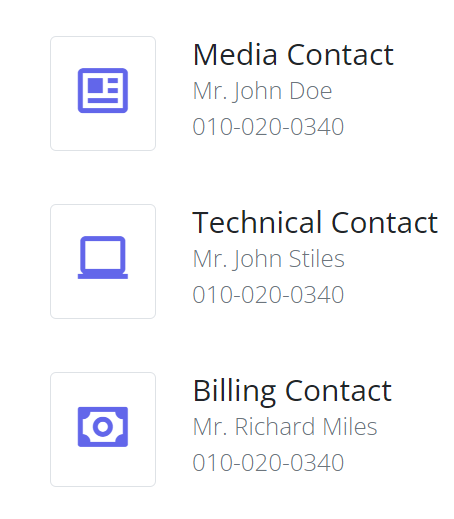 Media Contact
Mr. John Doe
010-020-0340
Technical Contact
Mr. John Stiles
010-020-0340
Billing Contact
Mr. Richard Miles
010-020-0340